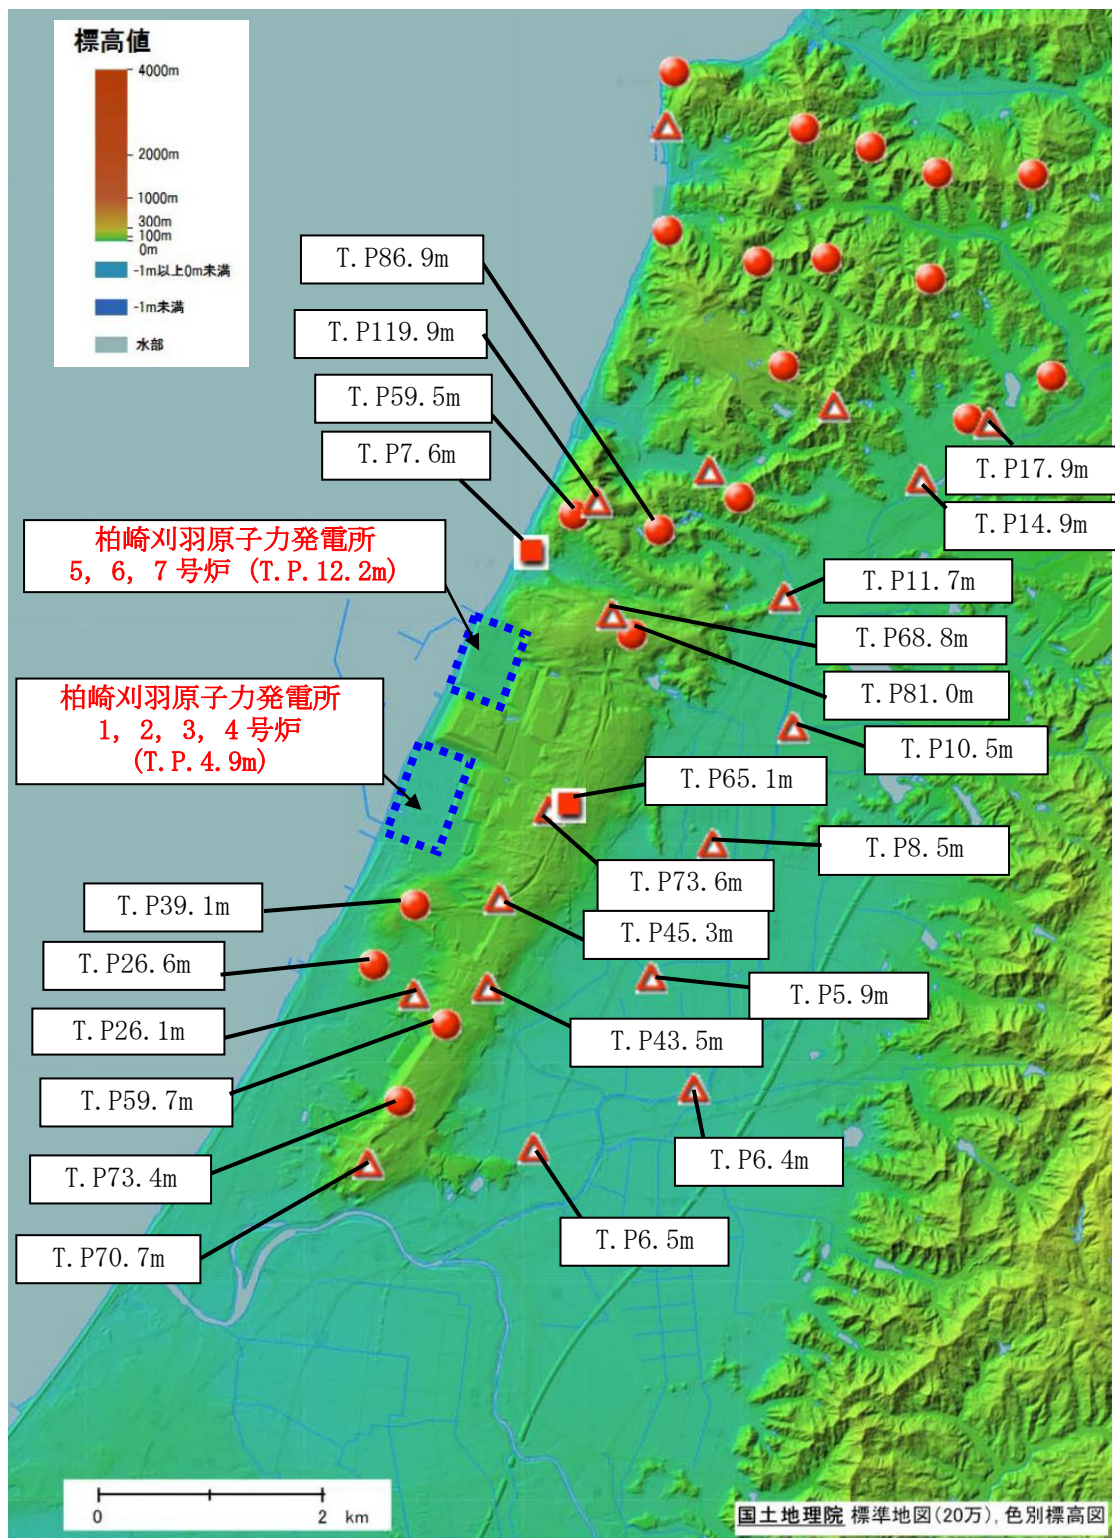 標高値
4000m
2000m
1000m
300m
100m
0m
-1m以上0m未満
-1m未満
水部
T.P86.9m
T.P119.9m
T.P59.5m
T.P7.6m
柏崎刈羽原子力発電所
5, 6, 7号炉 (T.P.12.2m)
柏崎刈羽原子力発電所
1, 2, 3, 4号炉
(T.P.4.9m)
T.P17.9m
T.P14.9m
T.P11.7m
T.P68.8m
T.P81.0m
T.P10.5m
T.P65.1m
T.P8.5m
T.P73.6m
T.P39.1m
T.P45.3m
T.P26.6m
T.P5.9m
T.P26.1m
T.P43.5m
T.P59.7m
T.P6.4m
T.P73.4m
T.P6.5m
T.P70.7m
0 2 km
国土地理院 標準地図(20万), 色別標高図